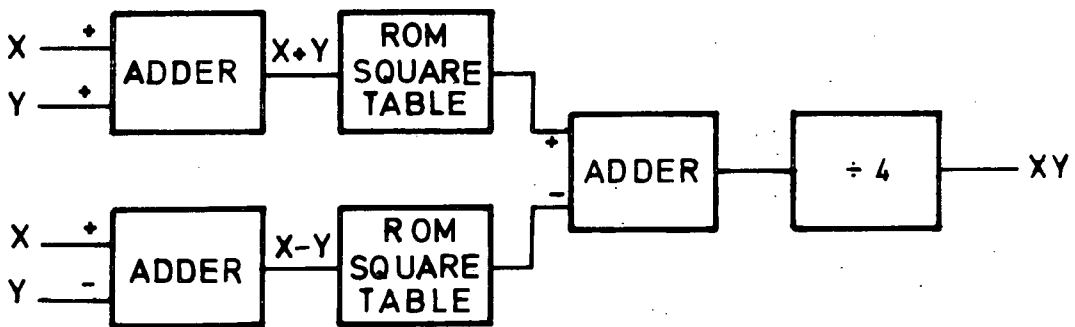 X +
Y +
ADDER
X+Y
ROM
SQUARE
TABLE
X +
Y -
ADDER
X-Y
ROM
SQUARE
TABLE
+
-
ADDER
÷ 4
XY